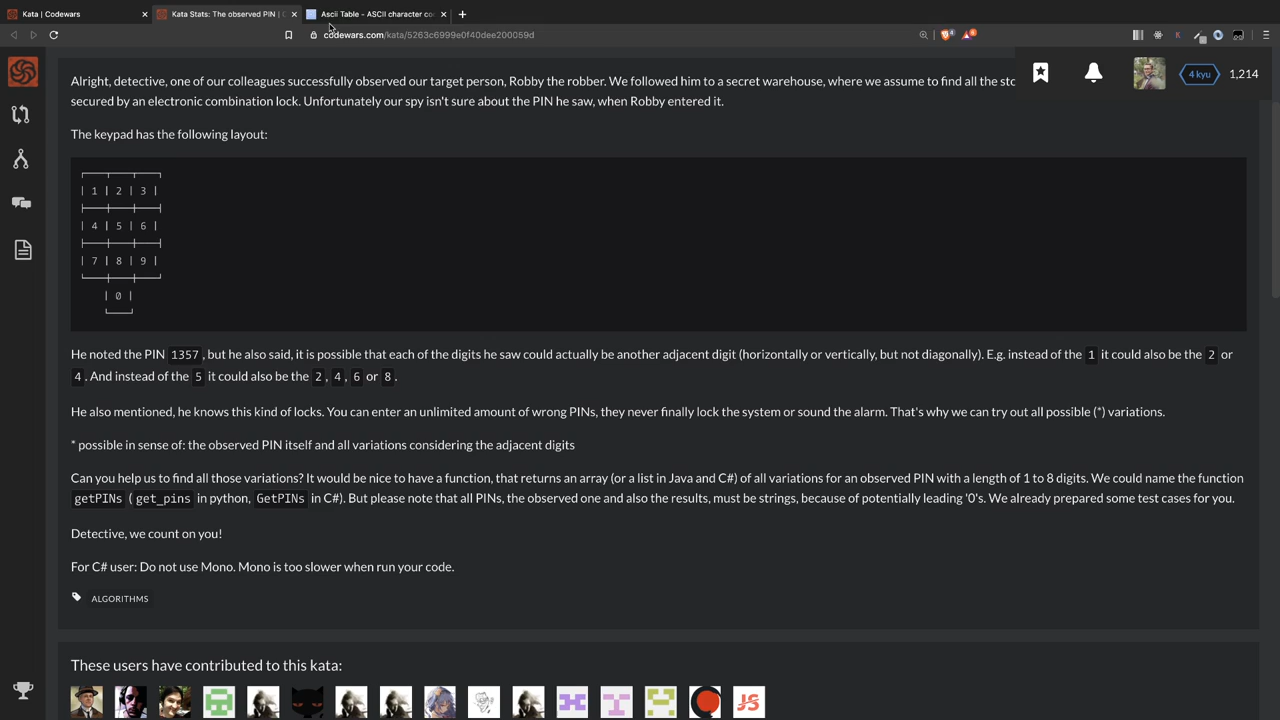 Kata | Codewars
Kata Stats: The observed PIN | C
Ascii Table - ASCII character co
codewars.com/kata/5263c6999e0f40dee200059d
4 kyu
1,214
Alright, detective, one of our colleagues successfully observed our target person, Robby the robber. We followed him to a secret warehouse, where we assume to find all the sto
secured by an electronic combination lock. Unfortunately our spy isn't sure about the PIN he saw, when Robby entered it.
The keypad has the following layout:
┌───┬───┬───┐
│ 1 │ 2 │ 3 │
├───┼───┼───┤
│ 4 │ 5 │ 6 │
├───┼───┼───┤
│ 7 │ 8 │ 9 │
└───┼───┼───┘
│ 0 │
└───┘
He noted the PIN 1357, but he also said, it is possible that each of the digits he saw could actually be another adjacent digit (horizontally or vertically, but not diagonally). E.g. instead of the 1 it could also be the 2 or
4. And instead of the 5 it could also be the 2, 4, 6 or 8.
He also mentioned, he knows this kind of locks. You can enter an unlimited amount of wrong PINs, they never finally lock the system or sound the alarm. That's why we can try out all possible (*) variations.
* possible in sense of: the observed PIN itself and all variations considering the adjacent digits
Can you help us to find all those variations? It would be nice to have a function, that returns an array (or a list in Java and C#) of all variations for an observed PIN with a length of 1 to 8 digits. We could name the function
getPINs (get_pins in python, GetPINs in C#). But please note that all PINs, the observed one and also the results, must be strings, because of potentially leading '0's. We already prepared some test cases for you.
Detective, we count on you!
For C# user: Do not use Mono. Mono is too slower when run your code.
ALGORITHMS
These users have contributed to this kata:
JS